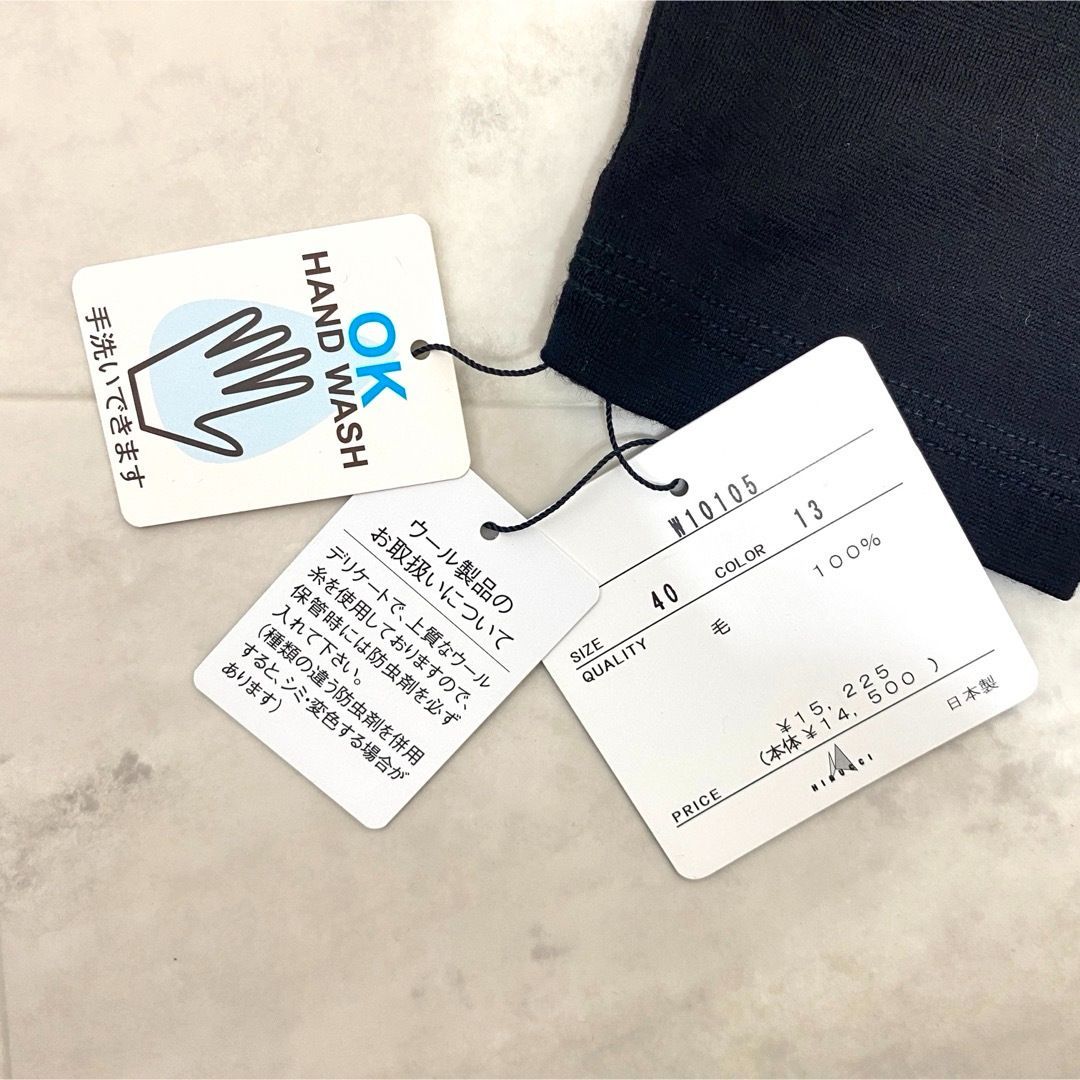 OK
HAND WASH
手洗いできます
ウール製品の
お取扱いについて
デリケートで、上質なウール
糸を使用しておりますので、
保管時には防虫剤を必ず
入れて下さい。
(種類の違う防虫剤を併用
すると、シミ・変色する場合が
あります)
W10105
SIZE 40 COLOR 13
QUALITY 毛 100%
¥15,225
(本体¥14,500 )
日本製
PRICE
HIROCCI